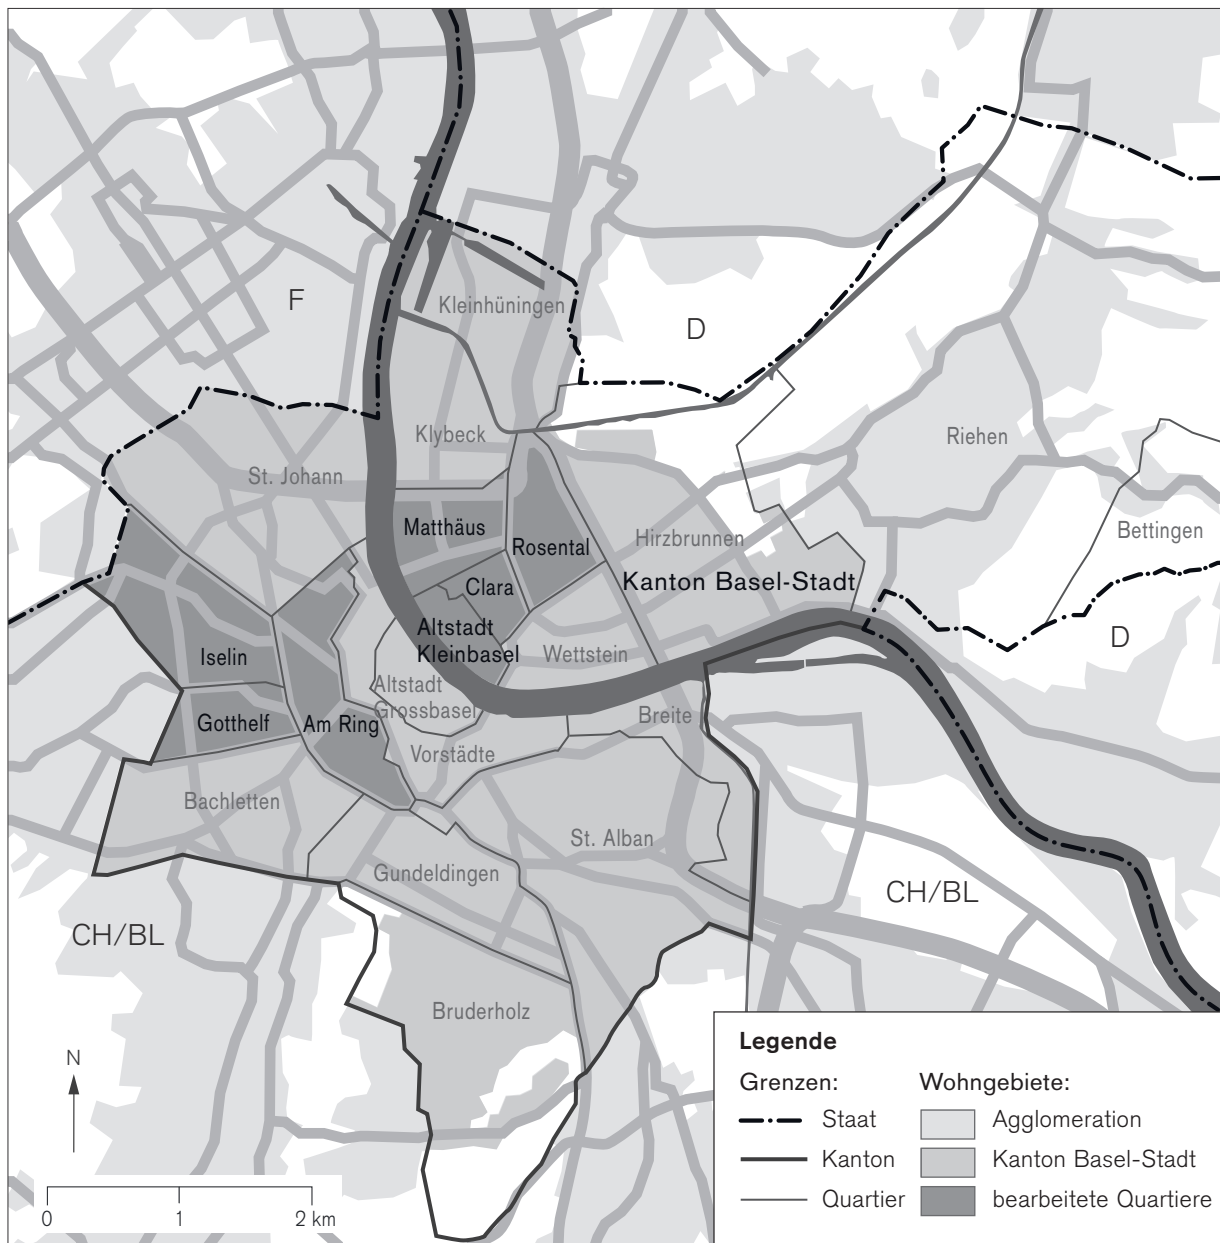 F
Kleinhüningen
D
Klybeck
Riehen
St. Johann
Matthäus
Rosental
Hirzbrunnen
Bettingen
Kanton Basel-Stadt
Clara
Altstadt
Kleinbasel
D
Iselin
Wettstein
Altstadt
Grossbasel
Gotthelf
Am Ring
Breite
Vorstädte
Bachletten
St. Alban
Gundeldingen
CH/BL
CH/BL
Bruderholz
N
0
1
2 km
Legende
Grenzen:
Staat
Kanton
Quartier
Wohngebiete:
Agglomeration
Kanton Basel-Stadt
bearbeitete Quartiere